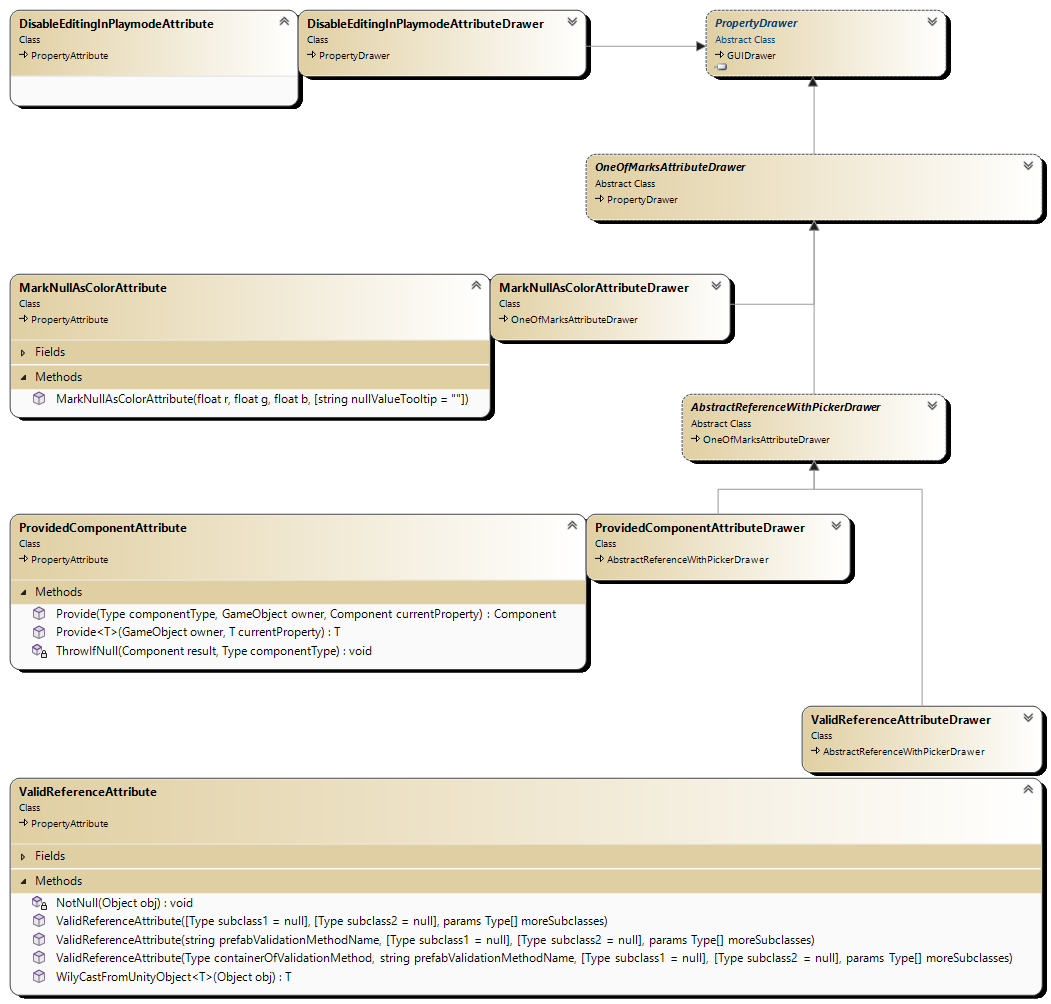 DisableEditingInPlaymodeAttribute
Class
PropertyAttribute
DisableEditingInPlaymodeAttributeDrawer
Class
PropertyDrawer
PropertyDrawer
Abstract Class
GUIDrawer
OneOfMarksAttributeDrawer
Abstract Class
PropertyDrawer
MarkNullAsColorAttribute
Class
PropertyAttribute
Fields
Methods
MarkNullAsColorAttribute(float r, float g, float b, [string nullValueTooltip = ""])
MarkNullAsColorAttributeDrawer
Class
OneOfMarksAttributeDrawer
AbstractReferenceWithPickerDrawer
Abstract Class
OneOfMarksAttributeDrawer
ProvidedComponentAttribute
Class
PropertyAttribute
Methods
Provide(Type componentType, GameObject owner, Component currentProperty) : Component
Provide<T>(GameObject owner, T currentProperty) : T
ThrowIfNull(Component result, Type componentType) : void
ProvidedComponentAttributeDrawer
Class
AbstractReferenceWithPickerDrawer
ValidReferenceAttributeDrawer
Class
AbstractReferenceWithPickerDrawer
ValidReferenceAttribute
Class
PropertyAttribute
Fields
Methods
NotNull(Object obj) : void
ValidReferenceAttribute([Type subclass1 = null], [Type subclass2 = null], params Type[] moreSubclasses)
ValidReferenceAttribute(string prefabValidationMethodName, [Type subclass1 = null], [Type subclass2 = null], params Type[] moreSubclasses)
ValidReferenceAttribute(Type containerOfValidationMethod, string prefabValidationMethodName, [Type subclass1 = null], [Type subclass2 = null], params Type[] moreSubclasses)
WilyCastFromUnityObject<T>(Object obj) : T